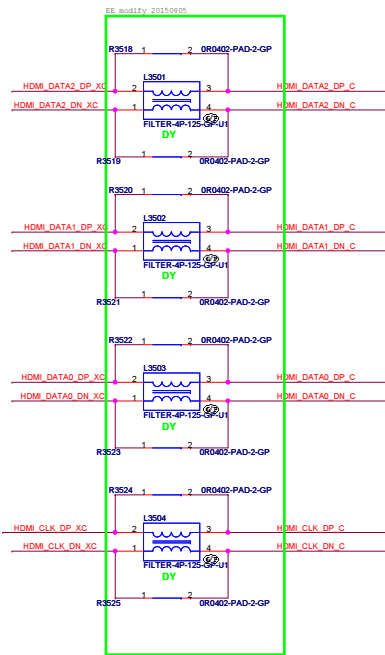 EE modify 20150805
R3518 1 2 0R0402-PAD-2-GP
L3501
HDMI_DATA2_DP_XC 2 3 HDMI_DATA2_DP_C
HDMI_DATA2_DN_XC 1 4 HDMI_DATA2_DN_C
FILTER-4P-125-GP-U1
DY
R3519 1 2 0R0402-PAD-2-GP
R3520 1 2 0R0402-PAD-2-GP
L3502
HDMI_DATA1_DP_XC 2 3 HDMI_DATA1_DP_C
HDMI_DATA1_DN_XC 1 4 HDMI_DATA1_DN_C
FILTER-4P-125-GP-U1
DY
R3521 1 2 0R0402-PAD-2-GP
R3522 1 2 0R0402-PAD-2-GP
L3503
HDMI_DATA0_DP_XC 2 3 HDMI_DATA0_DP_C
HDMI_DATA0_DN_XC 1 4 HDMI_DATA0_DN_C
FILTER-4P-125-GP-U1
DY
R3523 1 2 0R0402-PAD-2-GP
R3524 1 2 0R0402-PAD-2-GP
L3504
HDMI_CLK_DP_XC 2 3 HDMI_CLK_DP_C
HDMI_CLK_DN_XC 1 4 HDMI_CLK_DN_C
FILTER-4P-125-GP-U1
DY
R3525 1 2 0R0402-PAD-2-GP